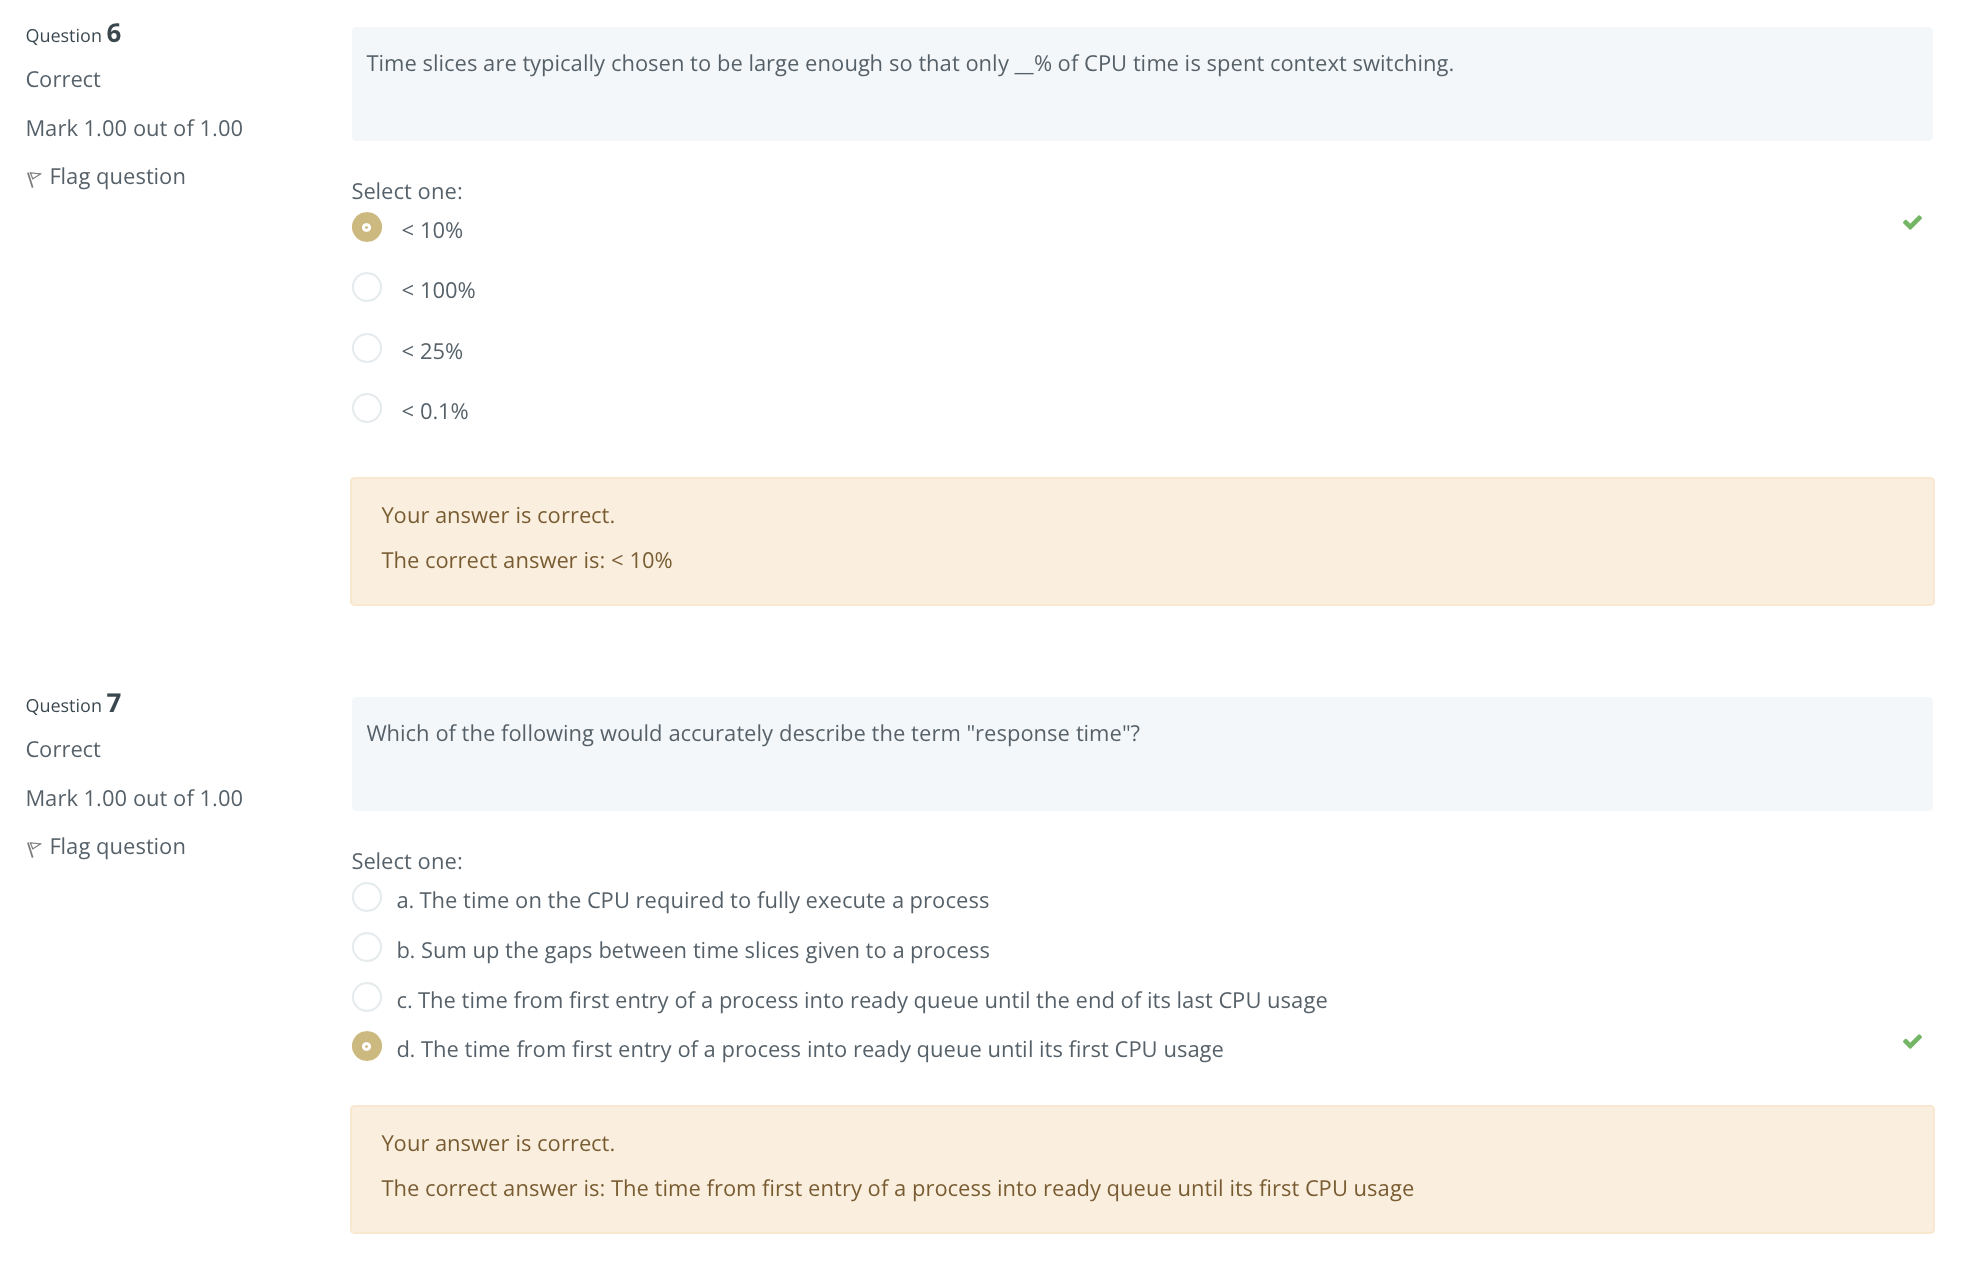 Question 6
Correct
Mark 1.00 out of 1.00
Flag question
Time slices are typically chosen to be large enough so that only __% of CPU time is spent context switching.
Select one:
< 10%
< 100%
< 25%
< 0.1%
Your answer is correct.
The correct answer is: < 10%
Question 7
Correct
Mark 1.00 out of 1.00
Flag question
Which of the following would accurately describe the term "response time"?
Select one:
a. The time on the CPU required to fully execute a process
b. Sum up the gaps between time slices given to a process
c. The time from first entry of a process into ready queue until the end of its last CPU usage
d. The time from first entry of a process into ready queue until its first CPU usage
Your answer is correct.
The correct answer is: The time from first entry of a process into ready queue until its first CPU usage